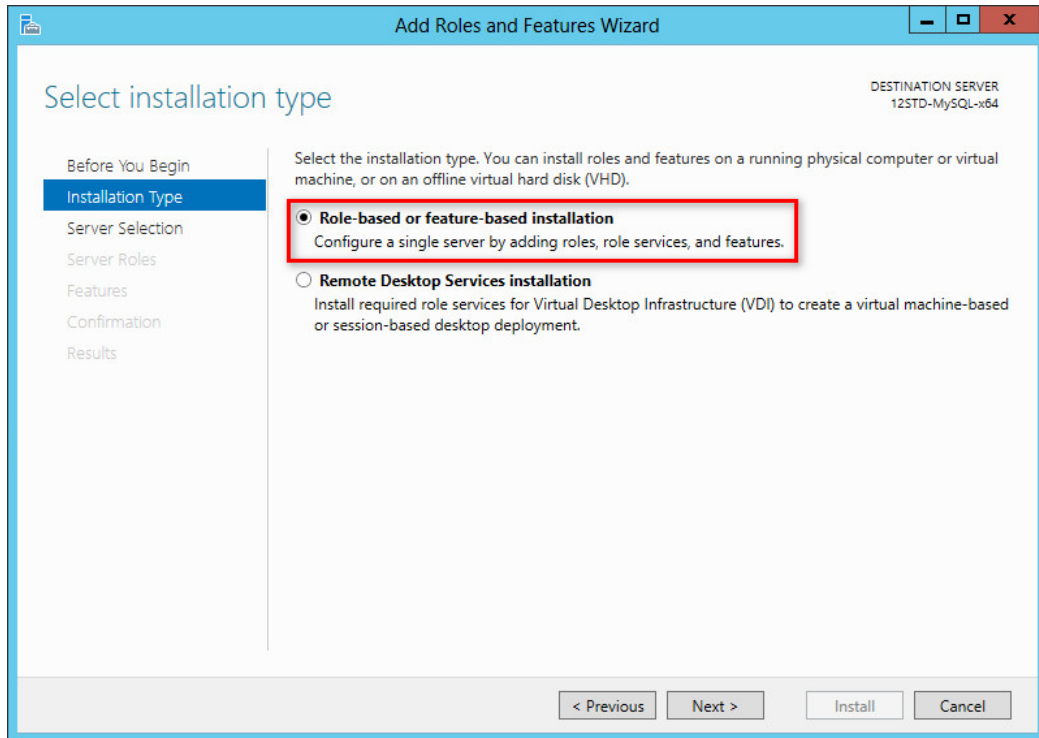 Add Roles and Features Wizard
Select installation type
DESTINATION SERVER
12STD-MySQL-x64
Before You Begin
Installation Type
Server Selection
Server Roles
Features
Confirmation
Results
Select the installation type. You can install roles and features on a running physical computer or virtual
machine, or on an offline virtual hard disk (VHD).
Role-based or feature-based installation
Configure a single server by adding roles, role services, and features.
Remote Desktop Services installation
Install required role services for Virtual Desktop Infrastructure (VDI) to create a virtual machine-based
or session-based desktop deployment.
< Previous
Next >
Install
Cancel